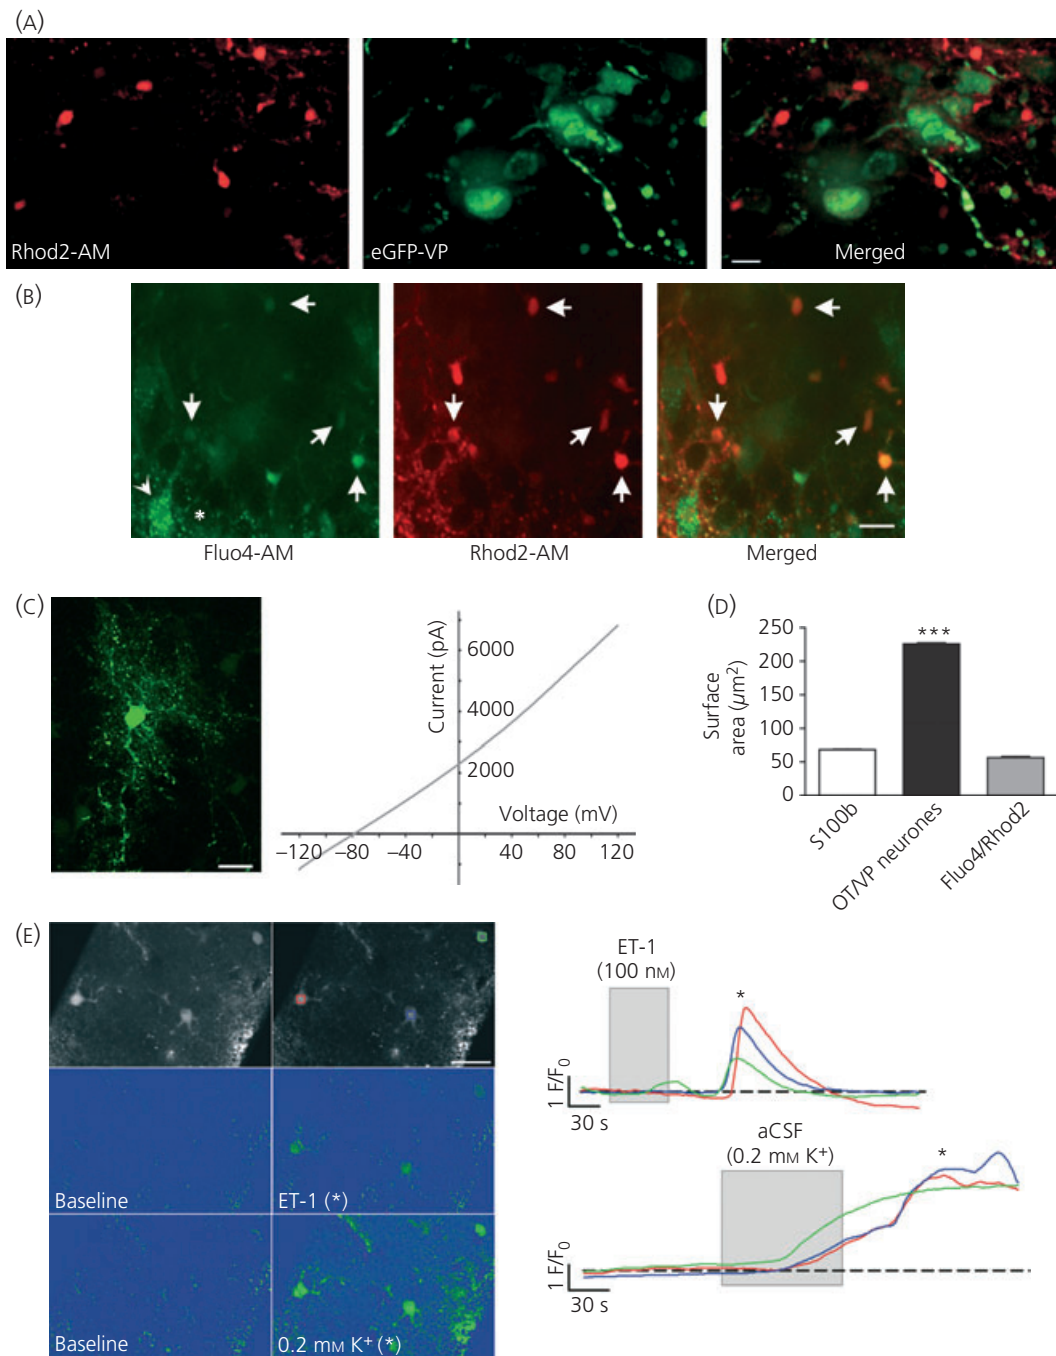 (A)
Rhod2-AM
eGFP-VP
Merged
(B)
*
Fluo4-AM
Rhod2-AM
Merged
(C)
Current (pA)
6000
4000
2000
Voltage (mV)
−120 −80 −40 40 80 120
(D)
Surface
area (μm²)
250
200
150
100
50
0
***
S100b
OT/VP neurones
Fluo4/Rhod2
(E)
Baseline
ET-1 (*)
Baseline
0.2 mM K⁺ (*)
ET-1
(100 nM)
*
1 F/F₀
30 s
aCSF
(0.2 mM K⁺)
*
1 F/F₀
30 s